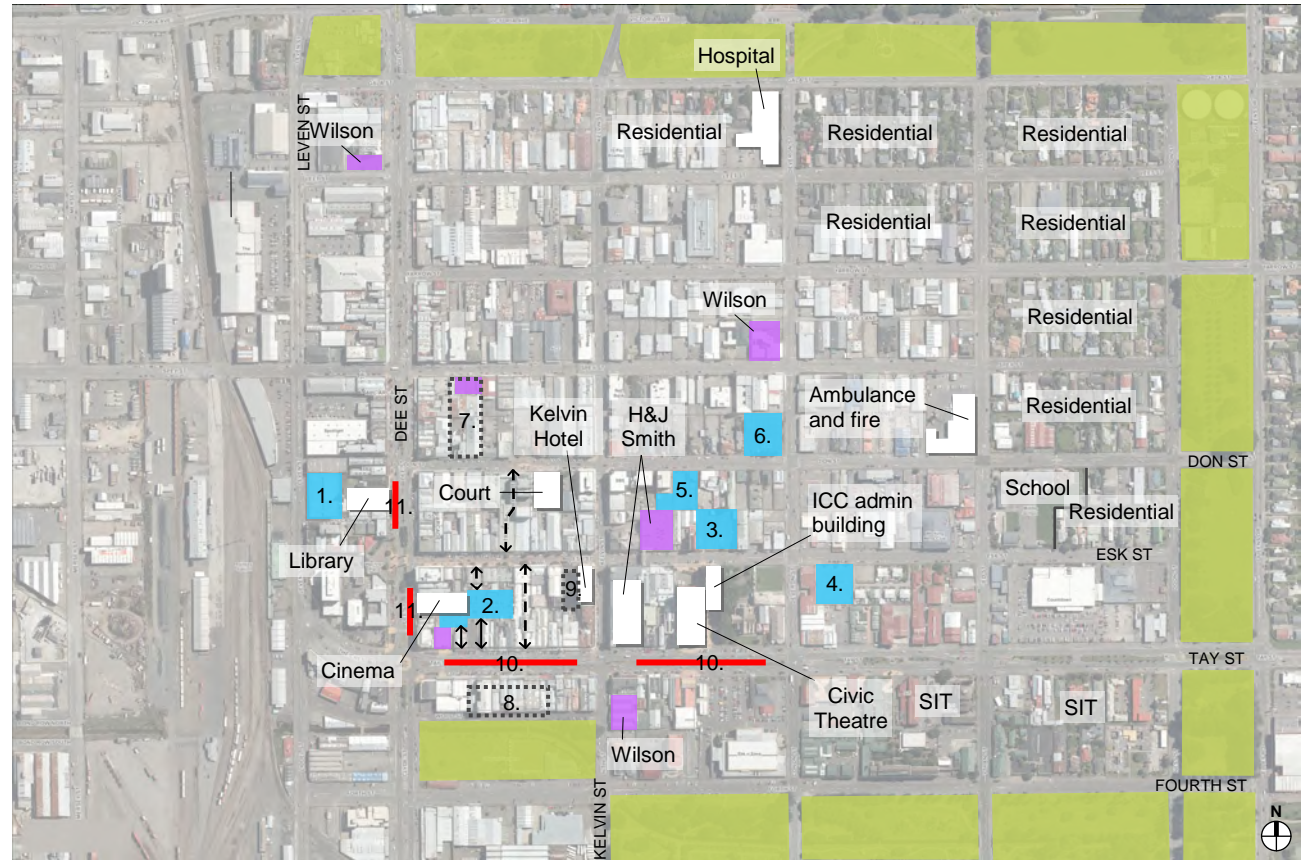 Hospital
LEVEN ST
Wilson
Residential
Residential
Residential
Residential
Residential
Wilson
Residential
DEE ST
7.
Kelvin
Hotel
H&J
Smith
Ambulance
and fire
Residential
6.
DON ST
1.
11.
Court
5.
3.
ICC admin
building
School
Residential
Library
ESK ST
11.
2.
9.
4.
Cinema
10.
10.
TAY ST
8.
Civic
Theatre
SIT
SIT
Wilson
FOURTH ST
KELVIN ST
N